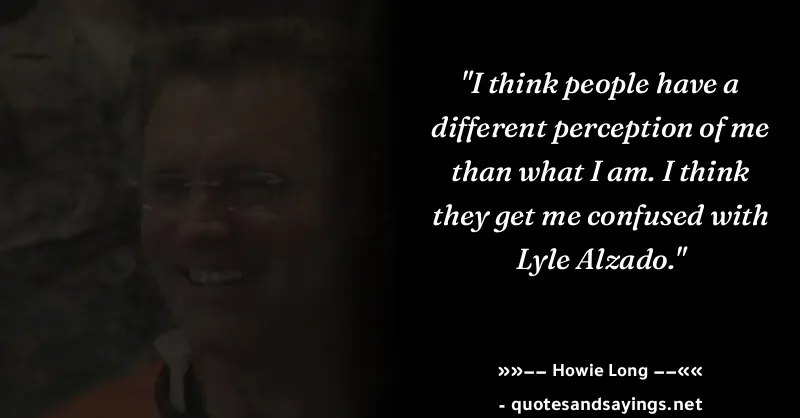 "I think people have a
different perception of me
than what I am. I think
they get me confused with
Lyle Alzado."
»»—— Howie Long ——««
- quotesandsayings.net